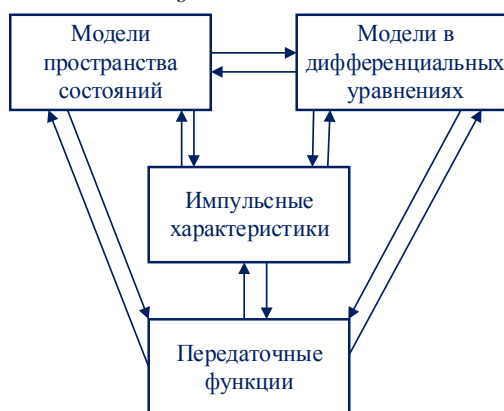 Модели
пространства
состояний
Модели в
дифференциальных
уравнениях
Импульсные
характеристики
Передаточные
функции